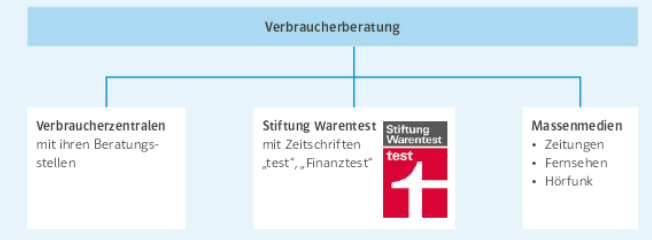 Verbraucherberatung
Verbraucherzentralen
mit ihren Beratungs-
stellen
Stiftung Warentest
mit Zeitschriften
„test“, „Finanztest“
Stiftung
Warentest
test
Massenmedien
• Zeitungen
• Fernsehen
• Hörfunk